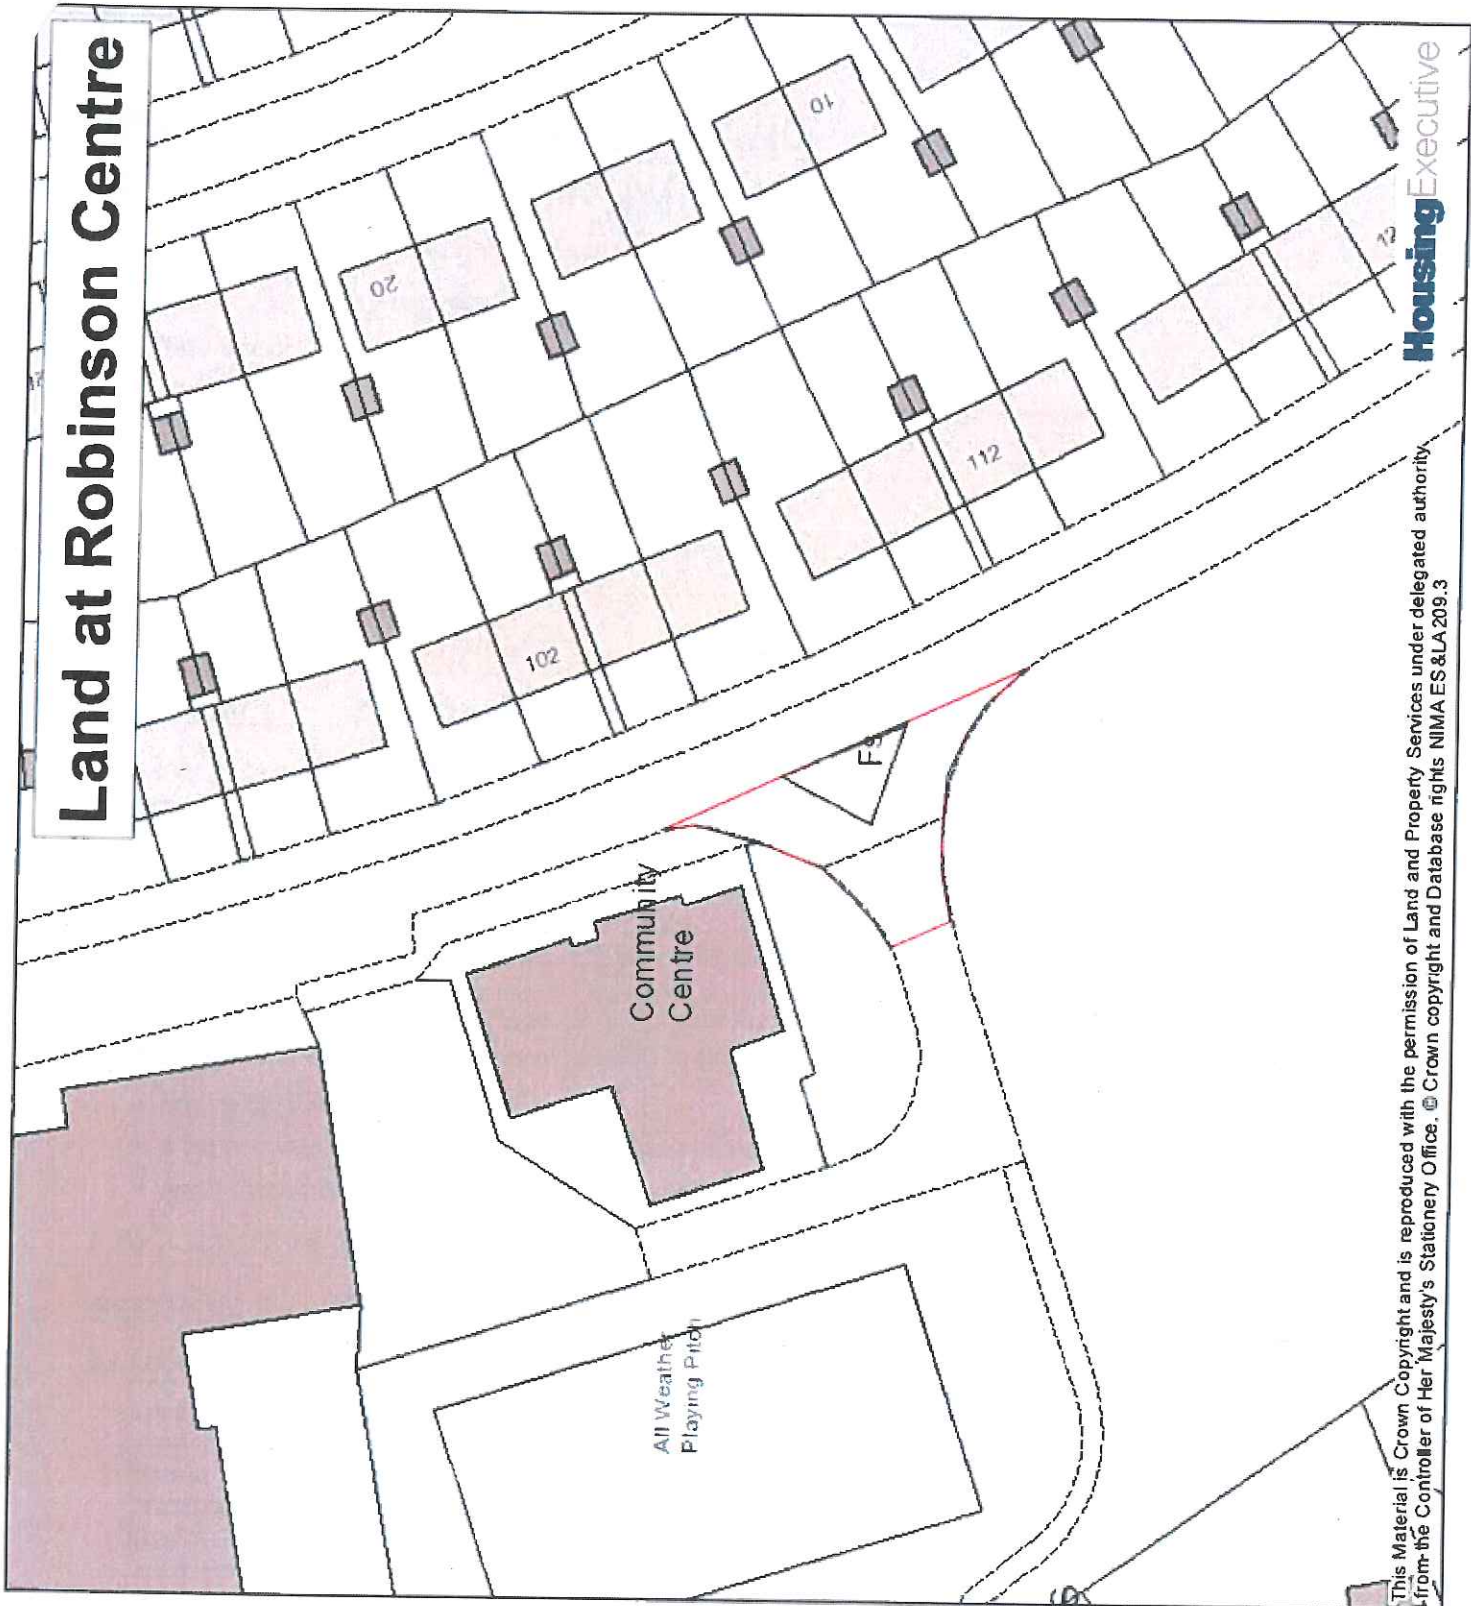 Land at Robinson Centre
20
10
102
112
12
FS
Community
Centre
All Weather
Playing Pitch
HousingExecutive
This Material is Crown Copyright and is reproduced with the permission of Land and Property Services under delegated authority
from the Controller of Her Majesty's Stationery Office. © Crown copyright and Database rights NIMA ES&LA209.3